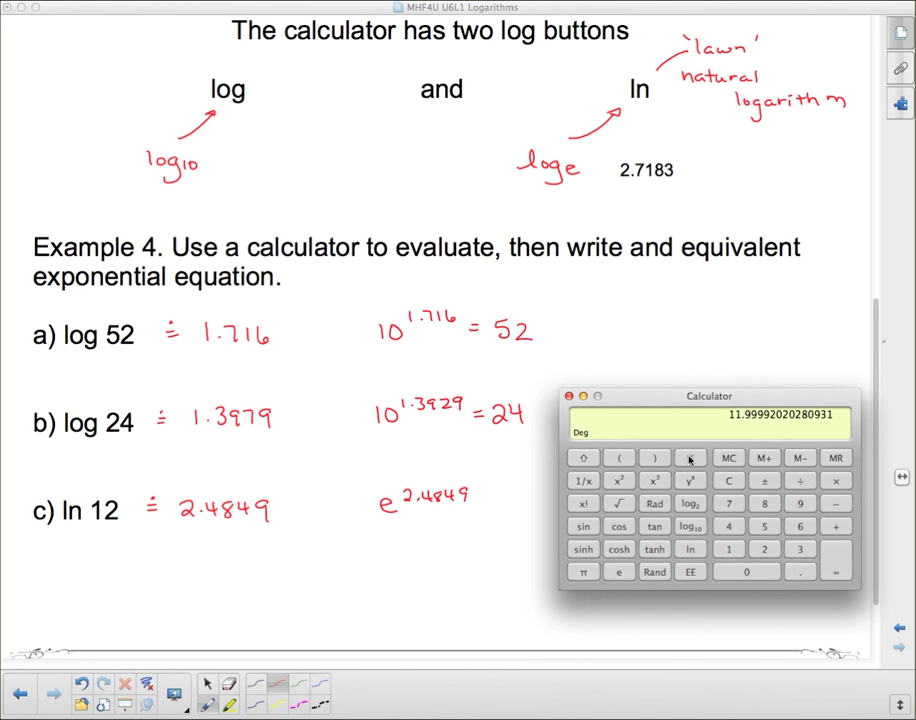 MHF4U U6L1 Logarithms
The calculator has two log buttons
'lawn'
natural
logarithm
log and ln
log10
loge 2.7183
Example 4. Use a calculator to evaluate, then write and equivalent
exponential equation.
a) log 52 ≐ 1.716 10^1.716 = 52
b) log 24 ≐ 1.3979 10^1.3929 = 24
c) ln 12 ≐ 2.4849 e^2.4849
Calculator
11.99992020280931
Deg
( ) MC M+ M- MR
1/x x² x³ yˣ C ± ÷ ×
x! √ Rad log₂ 7 8 9 −
sin cos tan log₁₀ 4 5 6 +
sinh cosh tanh ln 1 2 3
π e Rand EE 0 . =